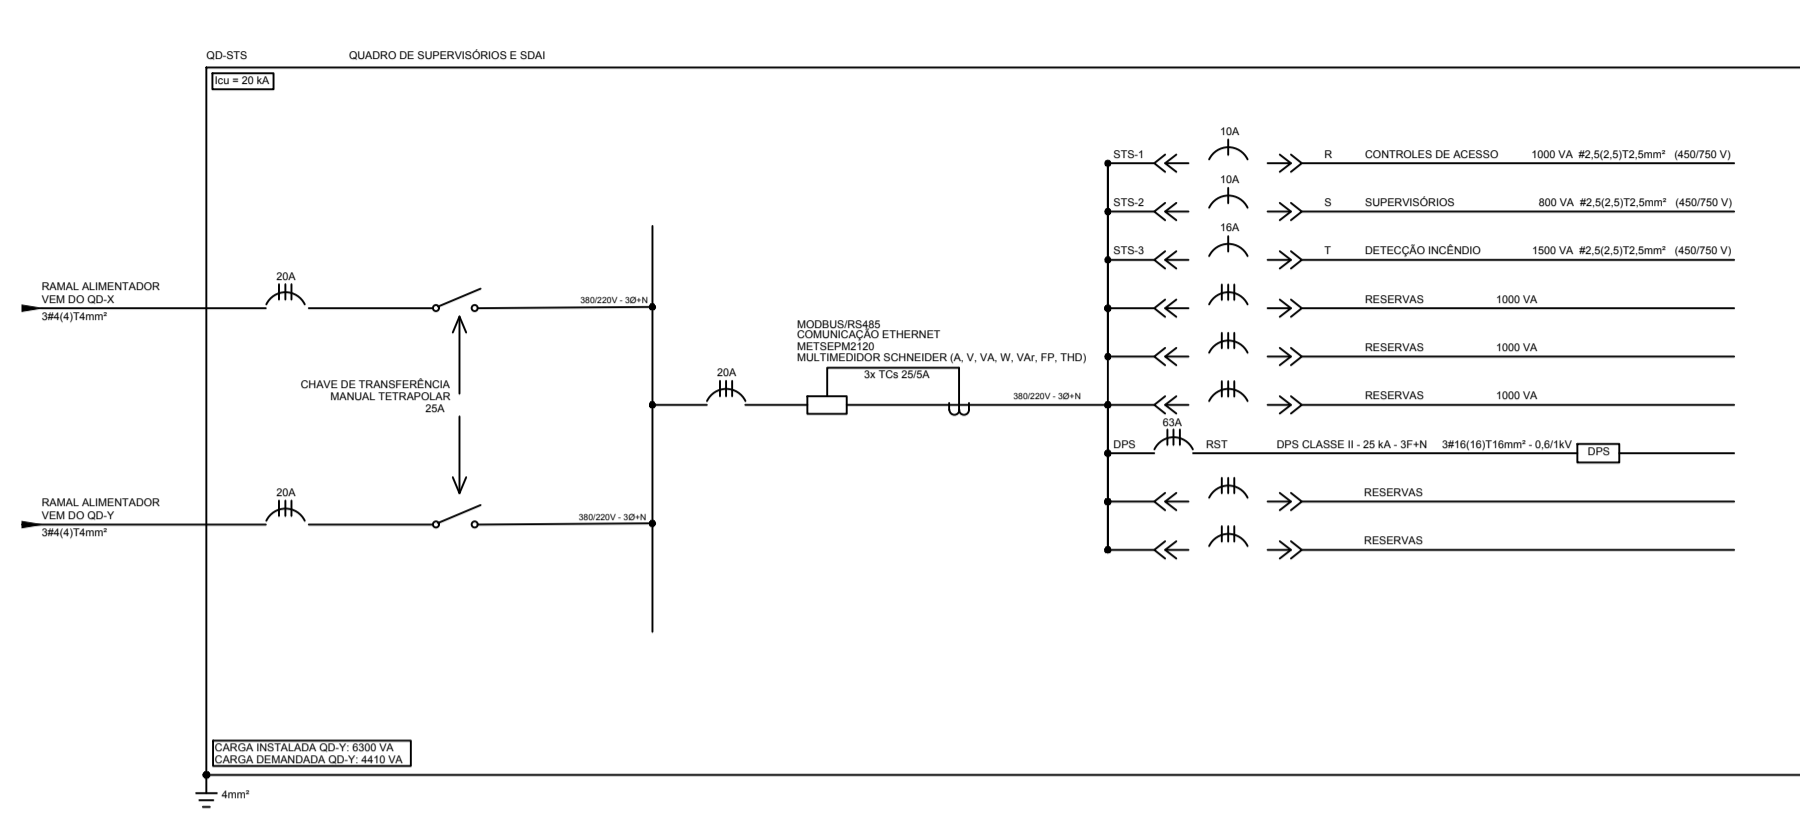 QD-STS QUADRO DE SUPERVISÓRIOS E SDAI
Icu = 20 kA
RAMAL ALIMENTADOR
VEM DO QD-X
3#4(4)T4mm²
20A
380/220V - 3Ø+N
CHAVE DE TRANSFERÊNCIA
MANUAL TETRAPOLAR
25A
RAMAL ALIMENTADOR
VEM DO QD-Y
3#4(4)T4mm²
20A
380/220V - 3Ø+N
20A
MODBUS/RS485
COMUNICAÇÃO ETHERNET
METSEPM2120
MULTIMEDIDOR SCHNEIDER (A, V, VA, W, VAr, FP, THD)
3x TCs 25/5A
380/220V - 3Ø+N
10A
STS-1 R CONTROLES DE ACESSO 1000 VA #2,5(2,5)T2,5mm² (450/750 V)
10A
STS-2 S SUPERVISÓRIOS 800 VA #2,5(2,5)T2,5mm² (450/750 V)
16A
STS-3 T DETECÇÃO INCÊNDIO 1500 VA #2,5(2,5)T2,5mm² (450/750 V)
RESERVAS 1000 VA
RESERVAS 1000 VA
RESERVAS 1000 VA
63A
DPS RST DPS CLASSE II - 25 kA - 3F+N 3#16(16)T16mm² - 0,6/1kV DPS
RESERVAS
RESERVAS
CARGA INSTALADA QD-Y: 6300 VA
CARGA DEMANDADA QD-Y: 4410 VA
4mm²